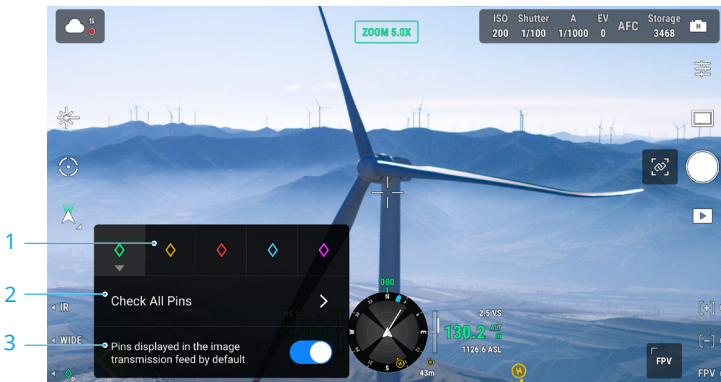 ISO Shutter A EV AFC Storage
200 1/100 1/1000 0 3468
ZOOM 5.0X
1
2
Check All Pins
3
Pins displayed in the image
transmission feed by default
IR
WIDE
000
N
E
S
W
2.5 VS
130.2 ALT
m
1126.6 ASL
43m
H
FPV
FPV